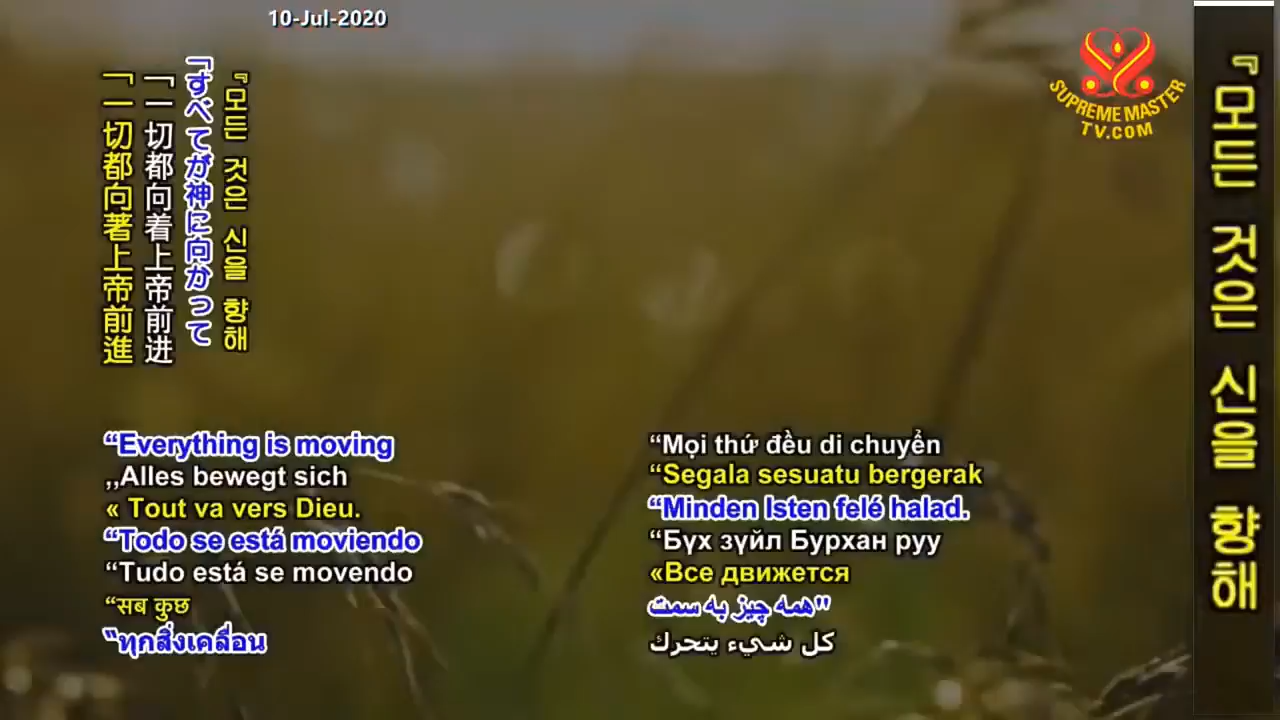 10-Jul-2020
SUPREME MASTER
TV.COM
『모든 것은 신을 향해
『모든 것은 신을 향해
「すべてが神に向かって
「一切都向着上帝前进
「一切都向著上帝前進
“Everything is moving
,,Alles bewegt sich
« Tout va vers Dieu.
“Todo se está moviendo
“Tudo está se movendo
“सब कुछ
“ทุกสิ่งเคลื่อน
“Mọi thứ đều di chuyển
“Segala sesuatu bergerak
“Minden Isten felé halad.
“Бүх зүйл Бурхан руу
«Все движется
"همه چیز به سمت
كل شيء يتحرك